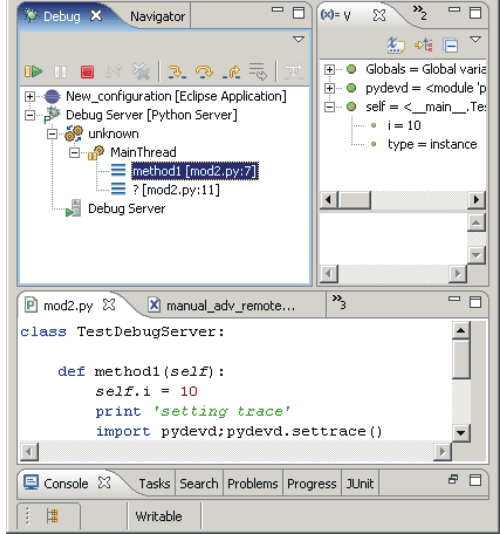 Debug
Navigator
(x)= V
»2
New_configuration [Eclipse Application]
Debug Server [Python Server]
unknown
MainThread
method1 [mod2.py:7]
? [mod2.py:11]
Debug Server
Globals = Global varia
pydevd = <module 'p
self = <__main__.Tes
i = 10
type = instance
mod2.py
manual_adv_remote...
»3
class TestDebugServer:
def method1(self):
self.i = 10
print 'setting trace'
import pydevd;pydevd.settrace()
Console
Tasks
Search
Problems
Progress
JUnit
Writable